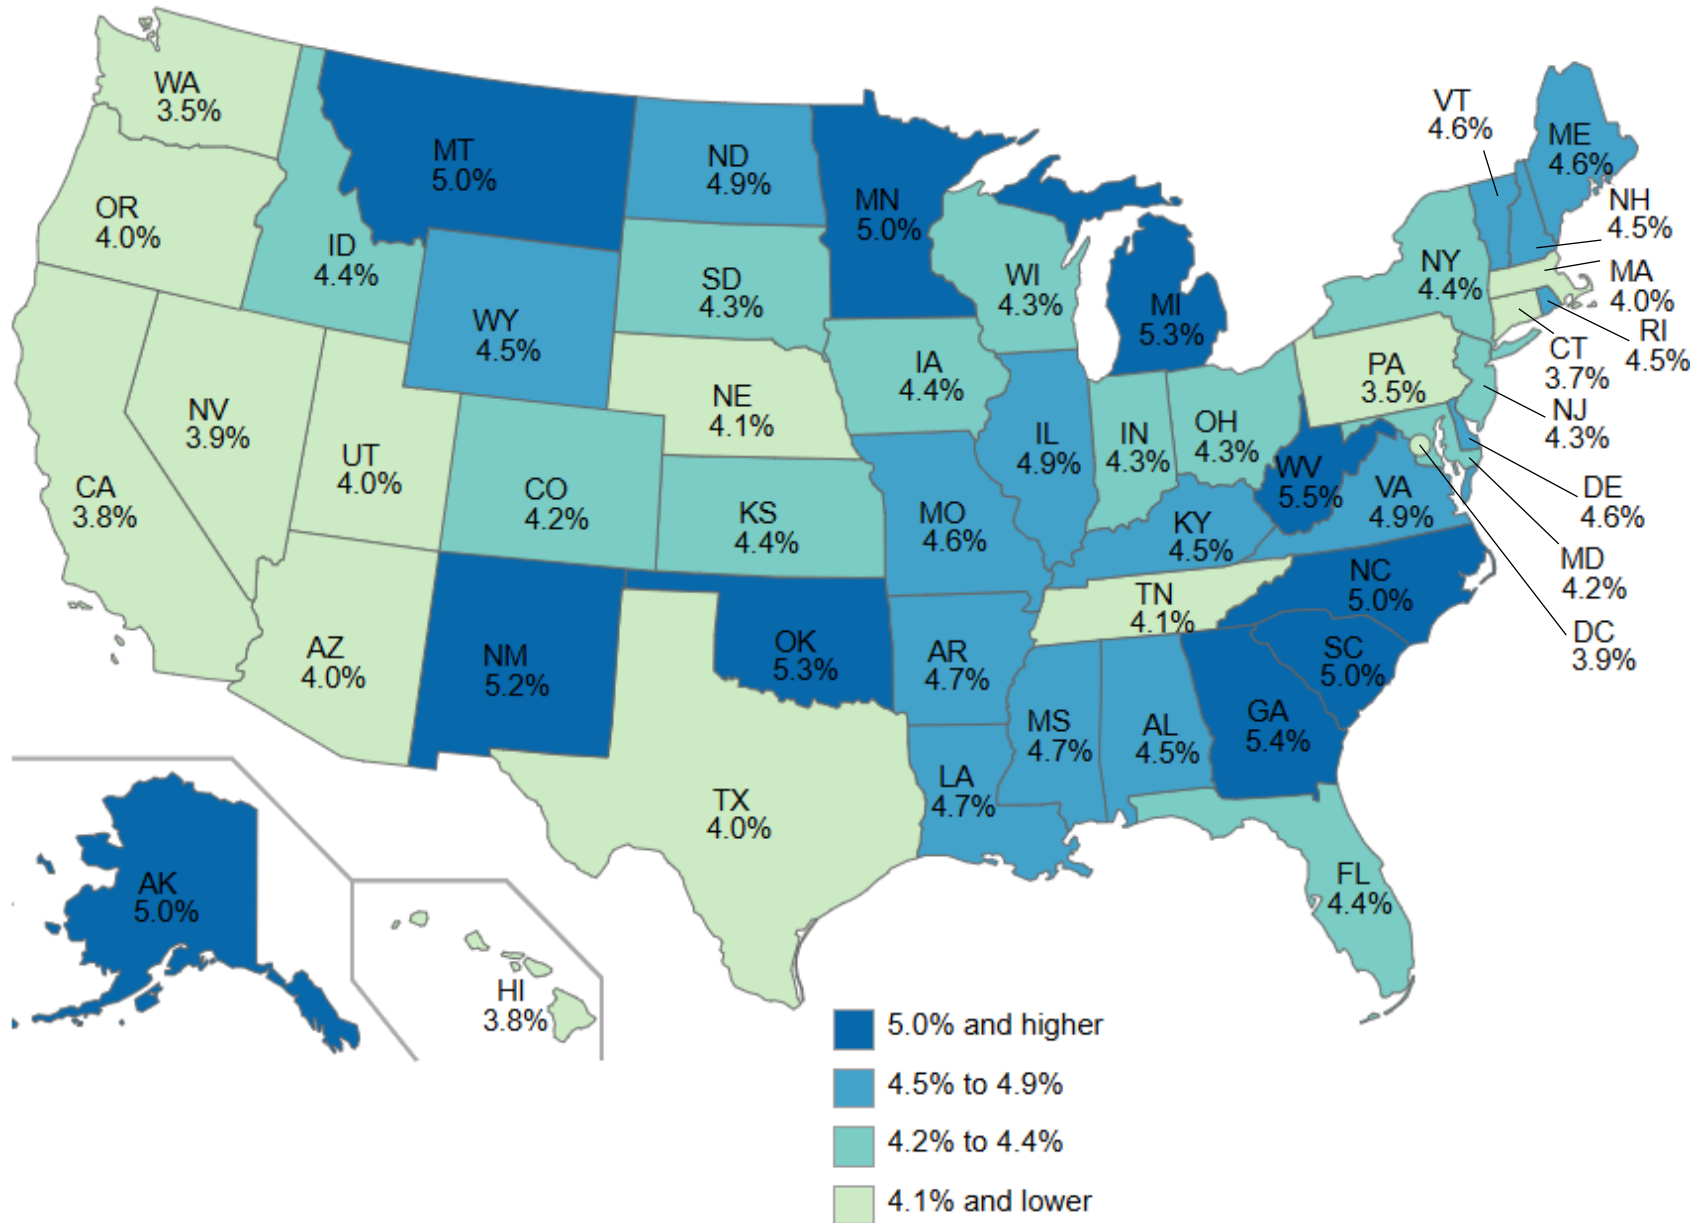 WA
3.5%
OR
4.0%
CA
3.8%
NV
3.9%
ID
4.4%
MT
5.0%
WY
4.5%
UT
4.0%
AZ
4.0%
CO
4.2%
NM
5.2%
ND
4.9%
SD
4.3%
NE
4.1%
KS
4.4%
OK
5.3%
TX
4.0%
MN
5.0%
IA
4.4%
MO
4.6%
AR
4.7%
LA
4.7%
WI
4.3%
IL
4.9%
MI
5.3%
IN
4.3%
OH
4.3%
KY
4.5%
TN
4.1%
MS
4.7%
AL
4.5%
GA
5.4%
FL
4.4%
SC
5.0%
NC
5.0%
VA
4.9%
WV
5.5%
PA
3.5%
NY
4.4%
VT
4.6%
ME
4.6%
NH
4.5%
MA
4.0%
RI
4.5%
CT
3.7%
NJ
4.3%
DE
4.6%
MD
4.2%
DC
3.9%
AK
5.0%
HI
3.8%
5.0% and higher
4.5% to 4.9%
4.2% to 4.4%
4.1% and lower